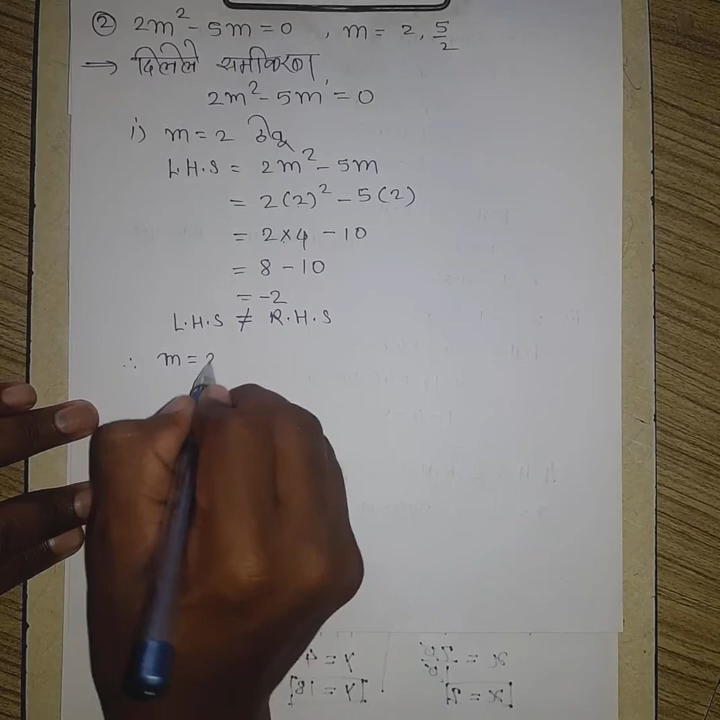 ② 2m² - 5m = 0 , m = 2, 5/2
→ दिलेले समीकरण,
2m² - 5m = 0
i) m = 2 ठेवू
L.H.S = 2m² - 5m
= 2(2)² - 5(2)
= 2×4 - 10
= 8 - 10
= -2
L.H.S ≠ R.H.S
∴ m = 2